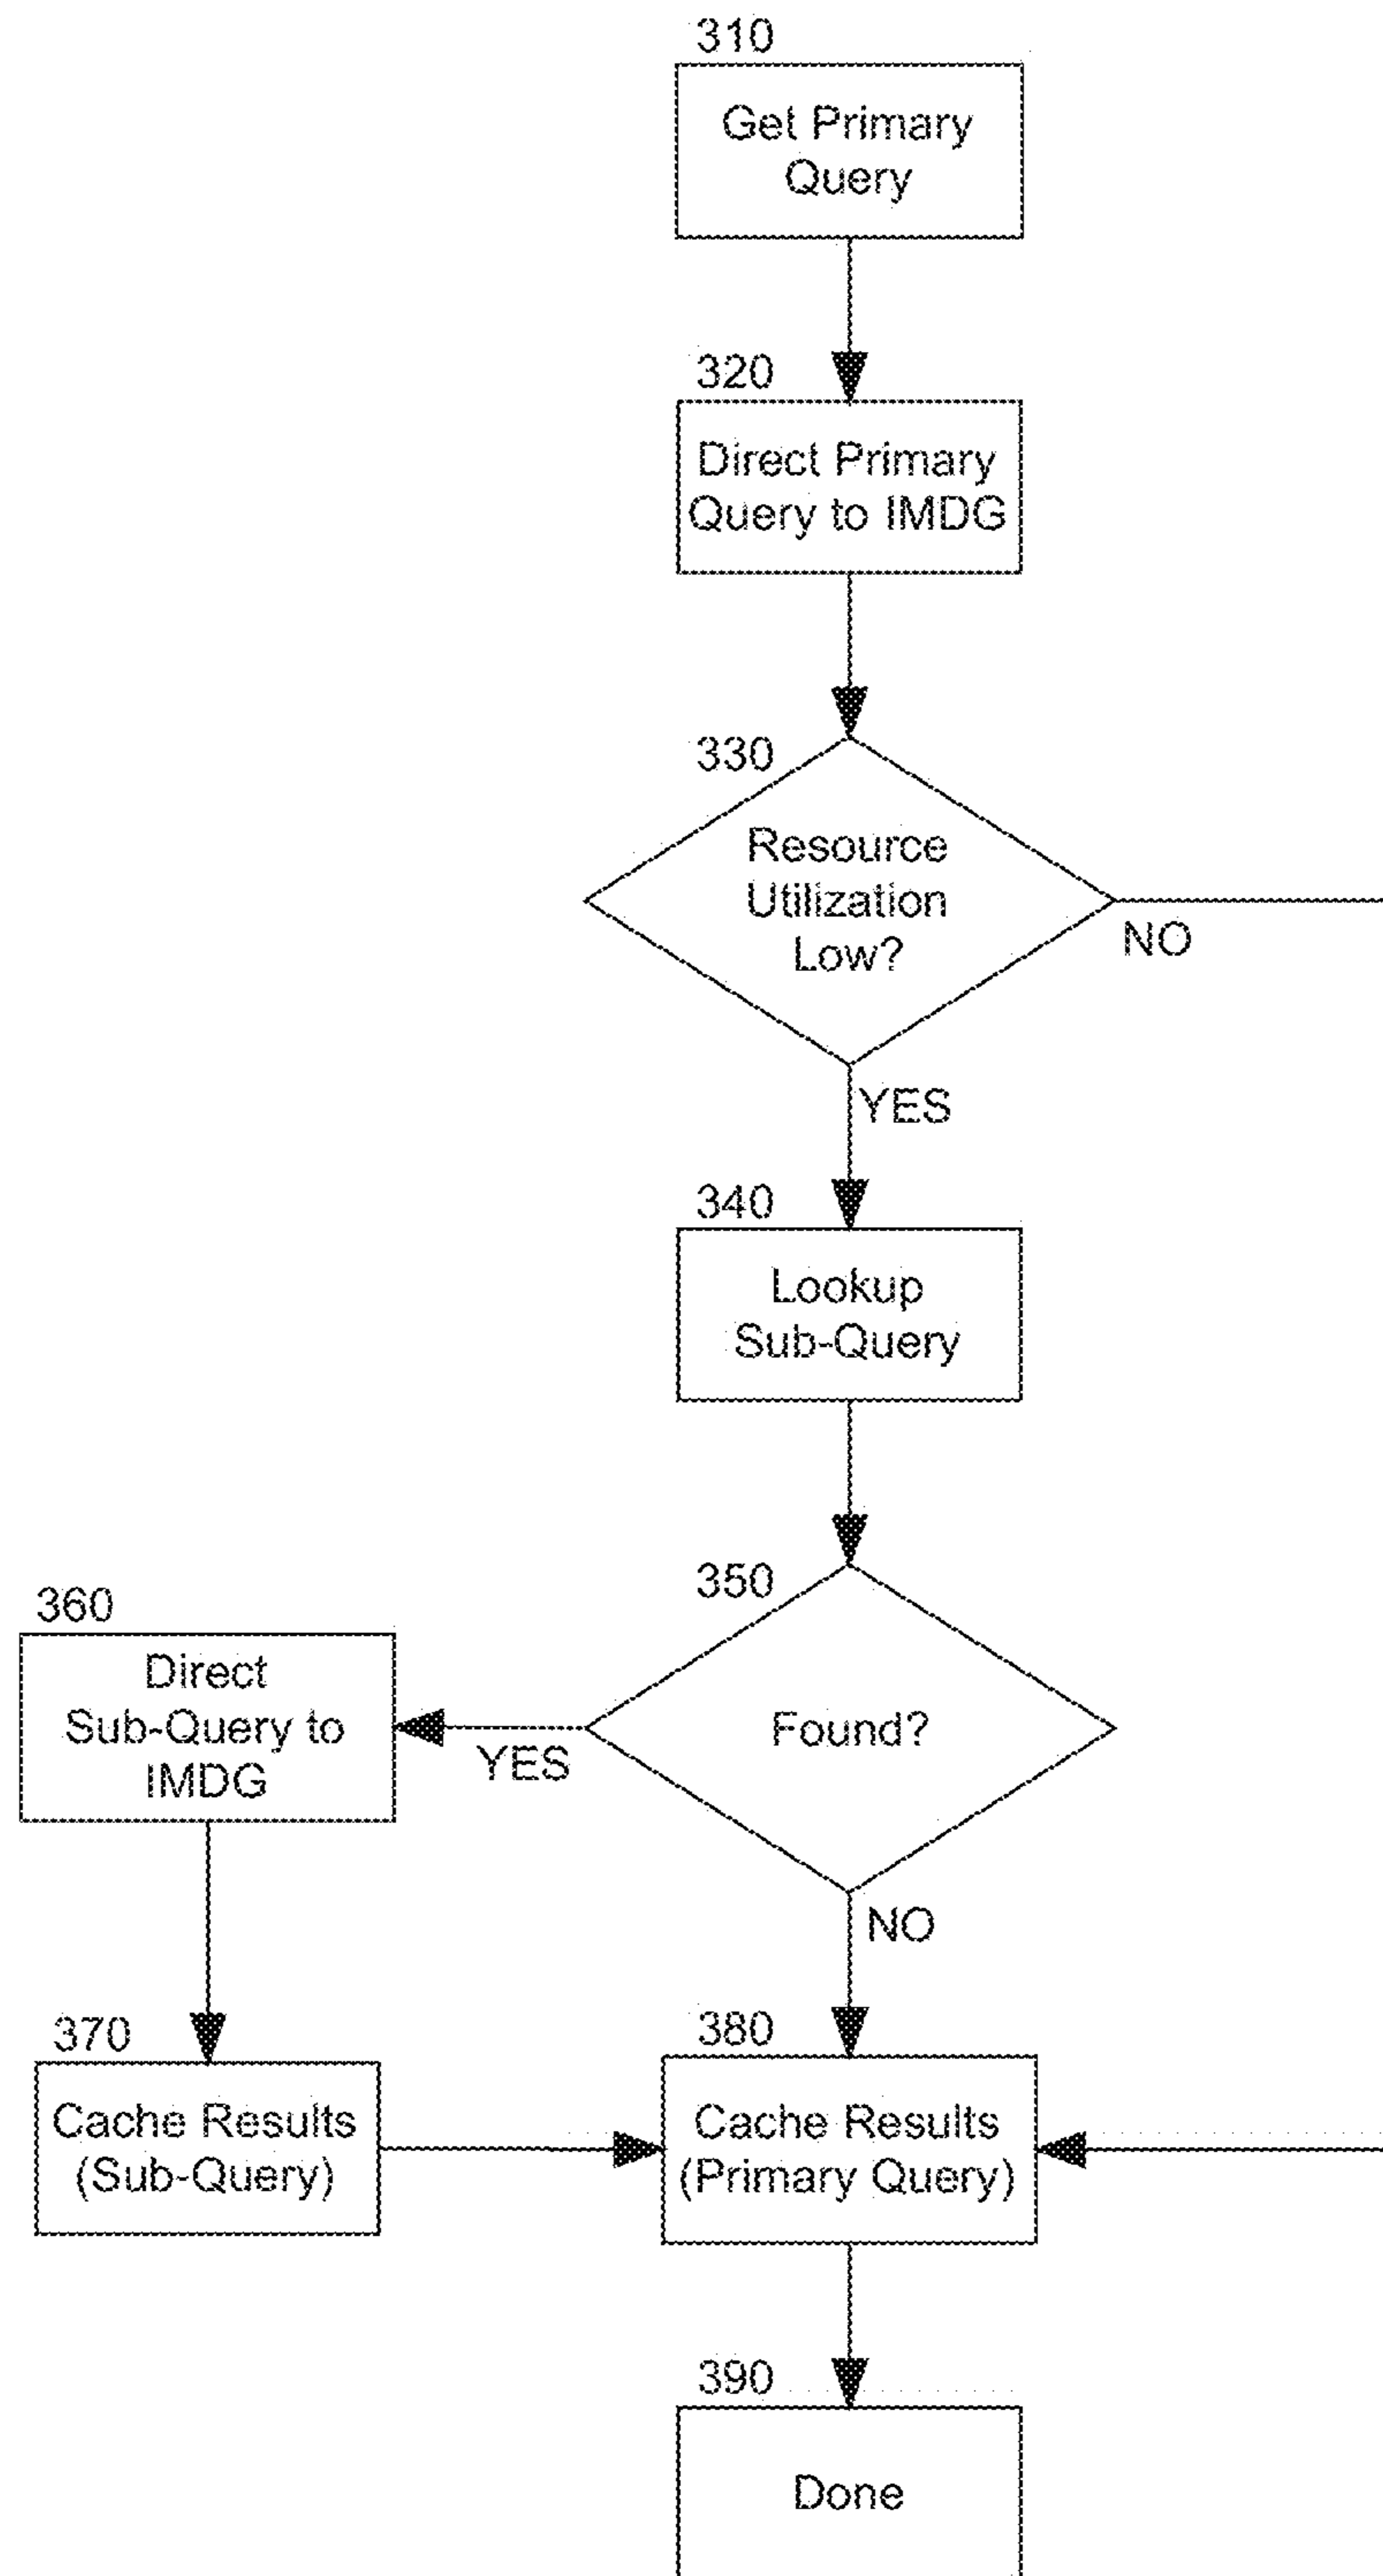 310
Get Primary
Query
320
Direct Primary
Query to IMDG
330
Resource
Utilization
Low?
NO
YES
340
Lookup
Sub-Query
350
Found?
YES
NO
360
Direct
Sub-Query to
IMDG
370
Cache Results
(Sub-Query)
380
Cache Results
(Primary Query)
390
Done